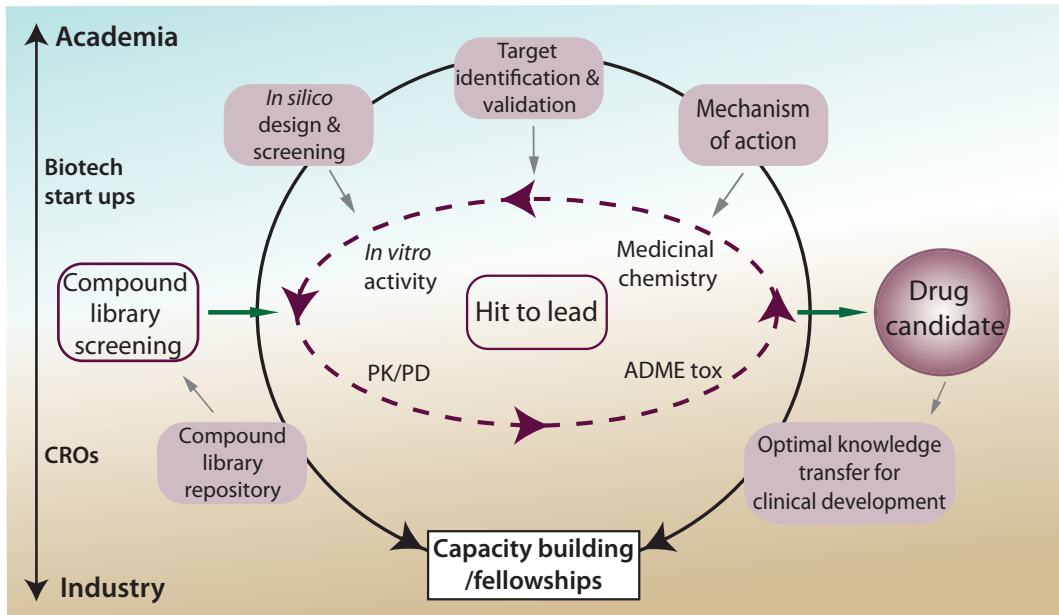 Academia
Target
identification &
validation
In silico
design &
screening
Mechanism
of action
Biotech
start ups
In vitro
activity
Medicinal
chemistry
Compound
library
screening
Hit to lead
Drug
candidate
PK/PD
ADME tox
CROs
Compound
library
repository
Optimal knowledge
transfer for
clinical development
Capacity building
/fellowships
Industry